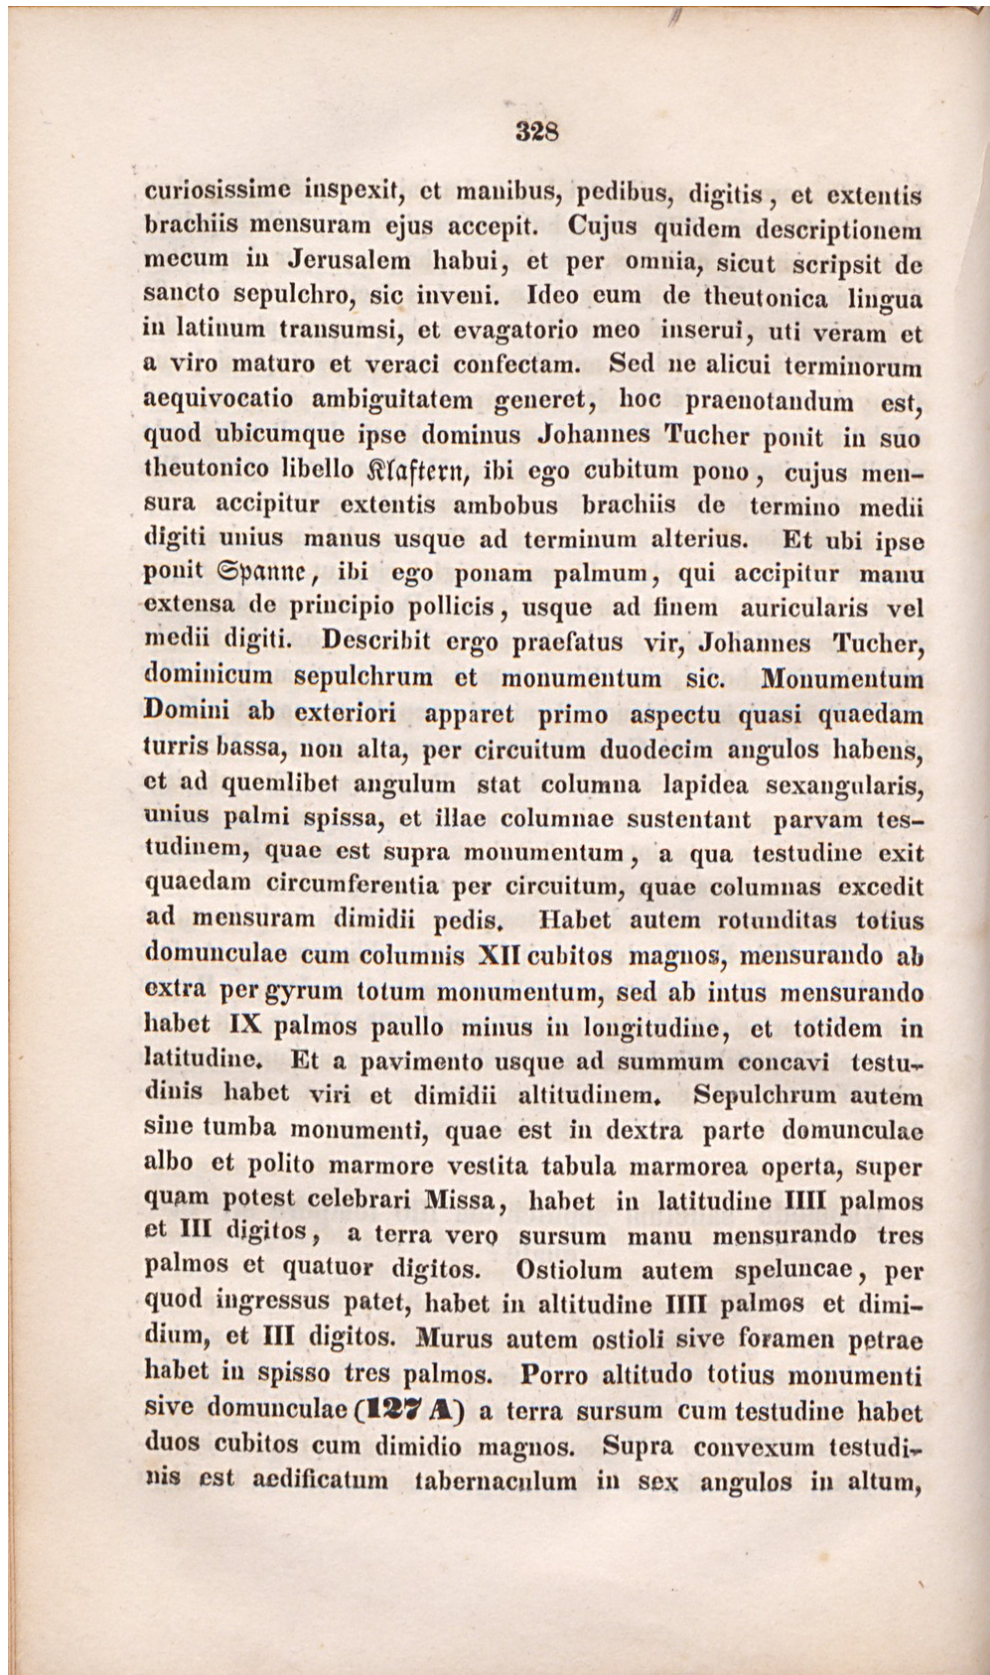 328
curiosissime inspexit, et manibus, pedibus, digitis, et extentis
brachiis mensuram ejus accepit. Cujus quidem descriptionem
mecum in Jerusalem habui, et per omnia, sicut scripsit de
sancto sepulchro, sic inveni. Ideo eum de theutonica lingua
in latinum transumsi, et evagatorio meo inserui, uti veram et
a viro maturo et veraci confectam. Sed ne alicui terminorum
aequivocatio ambiguitatem generet, hoc praenotandum est,
quod ubicumque ipse dominus Johannes Tucher ponit in suo
theutonico libello Klaftern, ibi ego cubitum pono, cujus men-
sura accipitur extentis ambobus brachiis de termino medii
digiti unius manus usque ad terminum alterius. Et ubi ipse
ponit Spanne, ibi ego ponam palmum, qui accipitur manu
extensa de principio pollicis, usque ad finem auricularis vel
medii digiti. Describit ergo praefatus vir, Johannes Tucher,
dominicum sepulchrum et monumentum sic. Monumentum
Domini ab exteriori apparet primo aspectu quasi quaedam
turris bassa, non alta, per circuitum duodecim angulos habens,
et ad quemlibet angulum stat columna lapidea sexangularis,
unius palmi spissa, et illae columnae sustentant parvam tes-
tudinem, quae est supra monumentum, a qua testudine exit
quaedam circumferentia per circuitum, quae columnas excedit
ad mensuram dimidii pedis. Habet autem rotunditas totius
domunculae cum columnis XII cubitos magnos, mensurando ab
extra per gyrum totum monumentum, sed ab intus mensurando
habet IX palmos paullo minus in longitudine, et totidem in
latitudine. Et a pavimento usque ad summum concavi testu-
dinis habet viri et dimidii altitudinem. Sepulchrum autem
sine tumba monumenti, quae est in dextra parte domunculae
albo et polito marmore vestita tabula marmorea operta, super
quam potest celebrari Missa, habet in latitudine IIII palmos
et III digitos, a terra vero sursum manu mensurando tres
palmos et quatuor digitos. Ostiolum autem speluncae, per
quod ingressus patet, habet in altitudine IIII palmos et dimi-
dium, et III digitos. Murus autem ostioli sive foramen petrae
habet in spisso tres palmos. Porro altitudo totius monumenti
sive domunculae (127 A) a terra sursum cum testudine habet
duos cubitos cum dimidio magnos. Supra convexum testudi-
nis est aedificatum tabernaculum in sex angulos in altum,